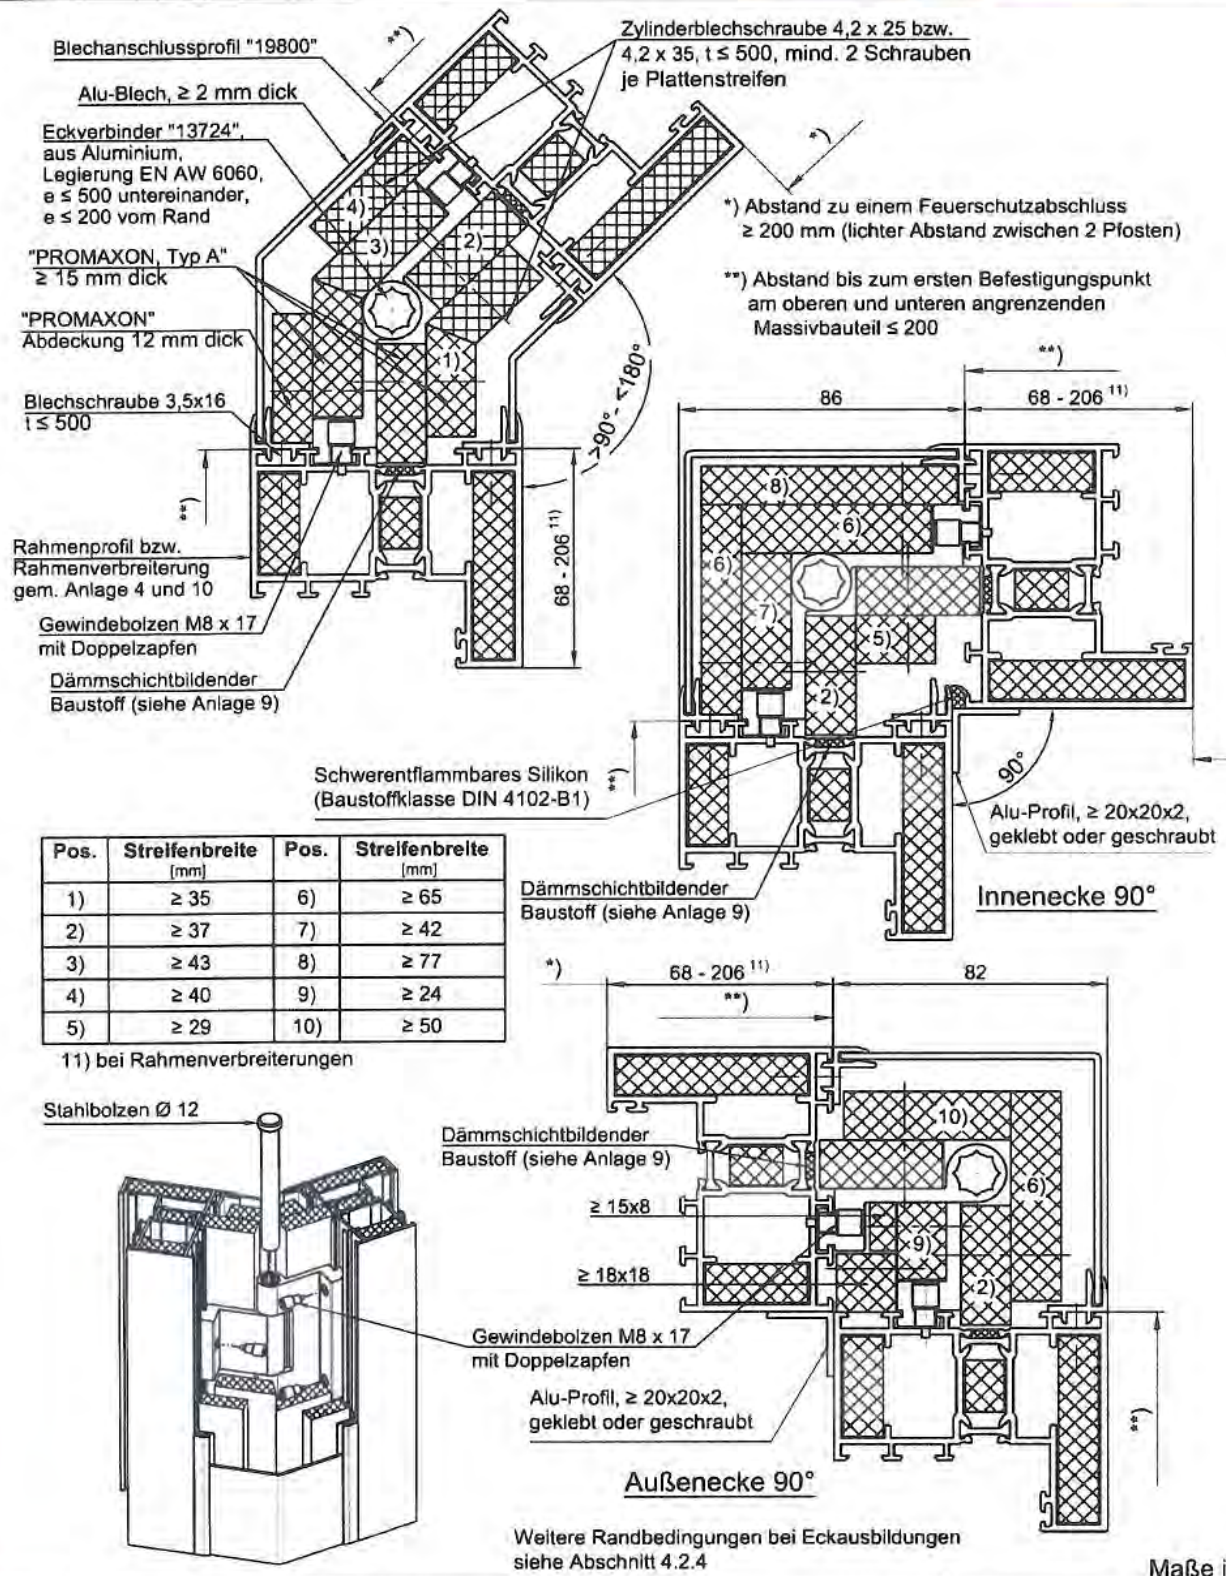 Blechanschlussprofil "19800"
Alu-Blech, ≥ 2 mm dick
Eckverbinder "13724",
aus Aluminium,
Legierung EN AW 6060,
e ≤ 500 untereinander,
e ≤ 200 vom Rand
"PROMAXON, Typ A"
≥ 15 mm dick
"PROMAXON"
Abdeckung 12 mm dick
Blechschraube 3,5x16
t ≤ 500
Rahmenprofil bzw.
Rahmenverbreiterung
gem. Anlage 4 und 10
Gewindebolzen M8 x 17
mit Doppelzapfen
Dämmschichtbildender
Baustoff (siehe Anlage 9)
**)
4)
3)
2)
1)
**)
>90° - <180°
68 - 206 11)
Zylinderblechschraube 4,2 x 25 bzw.
4,2 x 35, t ≤ 500, mind. 2 Schrauben
je Plattenstreifen
*)
*) Abstand zu einem Feuerschutzabschluss
≥ 200 mm (lichter Abstand zwischen 2 Pfosten)
**) Abstand bis zum ersten Befestigungspunkt
am oberen und unteren angrenzenden
Massivbauteil ≤ 200
**)
86
68 - 206 11)
8)
6)
6)
7)
5)
2)
**)
90°
Schwerentflammbares Silikon
(Baustoffklasse DIN 4102-B1)
Alu-Profil, ≥ 20x20x2,
geklebt oder geschraubt
Dämmschichtbildender
Baustoff (siehe Anlage 9)
Innenecke 90°
Pos. Streifenbreite [mm] Pos. Streifenbreite [mm]
1) ≥ 35 6) ≥ 65
2) ≥ 37 7) ≥ 42
3) ≥ 43 8) ≥ 77
4) ≥ 40 9) ≥ 24
5) ≥ 29 10) ≥ 50
11) bei Rahmenverbreiterungen
*)
68 - 206 11)
82
**)
Stahlbolzen Ø 12
Dämmschichtbildender
Baustoff (siehe Anlage 9)
≥ 15x8
≥ 18x18
10)
6)
9)
2)
**)
Gewindebolzen M8 x 17
mit Doppelzapfen
Alu-Profil, ≥ 20x20x2,
geklebt oder geschraubt
Außenecke 90°
Weitere Randbedingungen bei Eckausbildungen
siehe Abschnitt 4.2.4
Maße